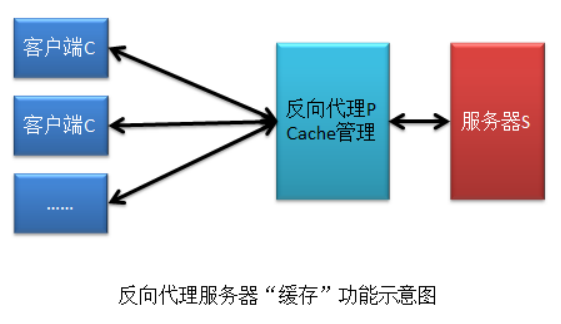 客户端C
客户端C
......
反向代理P
Cache管理
服务器S
反向代理服务器“缓存”功能示意图